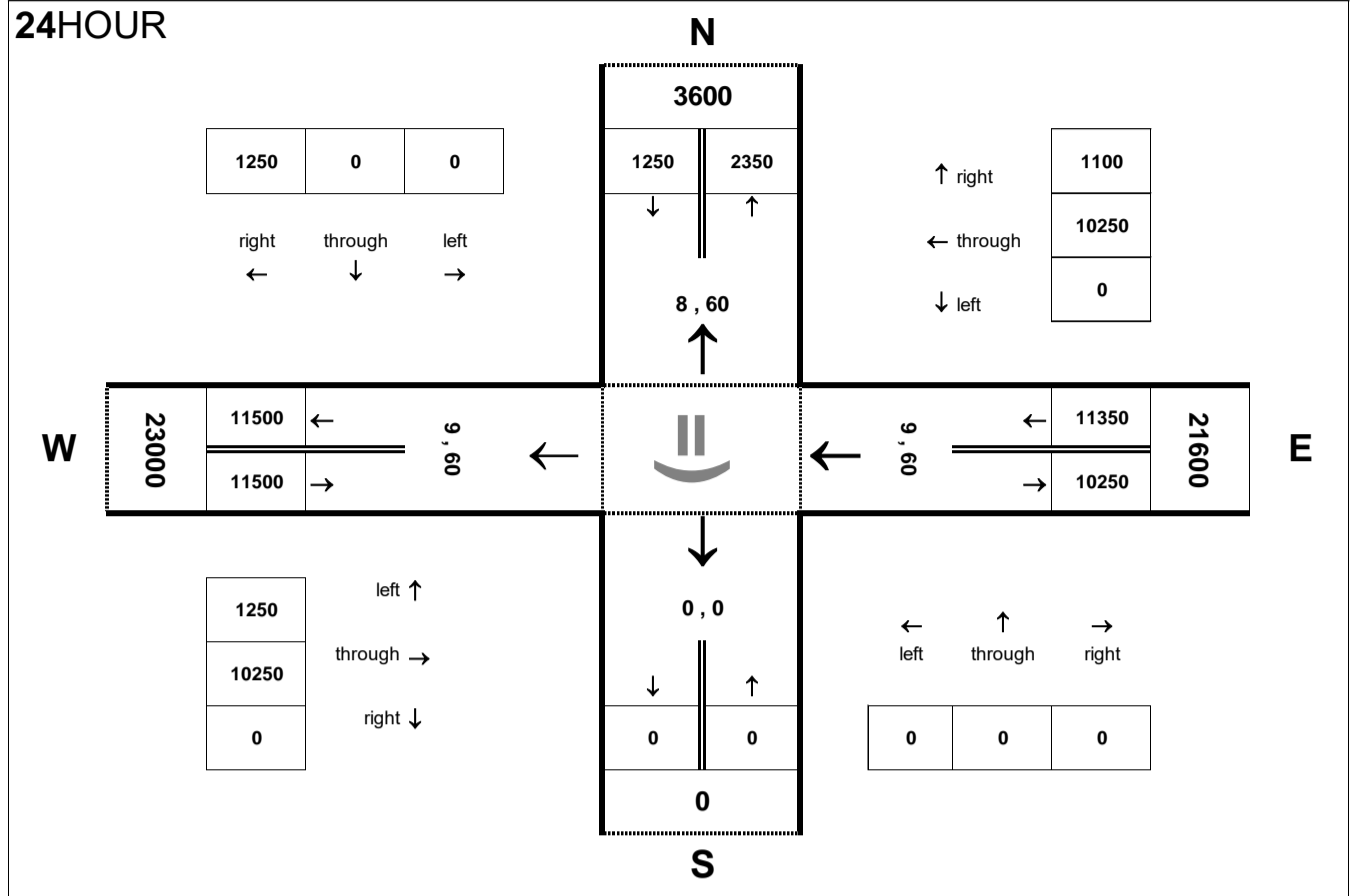 24HOUR
N
3600
1250 2350
↓ ↑
8 , 60
1250 0 0
right through left
← ↓ →
↑ right 1100
← through 10250
↓ left 0
W
23000
11500 ←
11500 →
9 , 60
9 , 60
← 11350
→ 10250
21600
E
1250 left ↑
10250 through →
0 right ↓
0 , 0
↓ ↑
0 0
0
S
← ↑ →
left through right
0 0 0